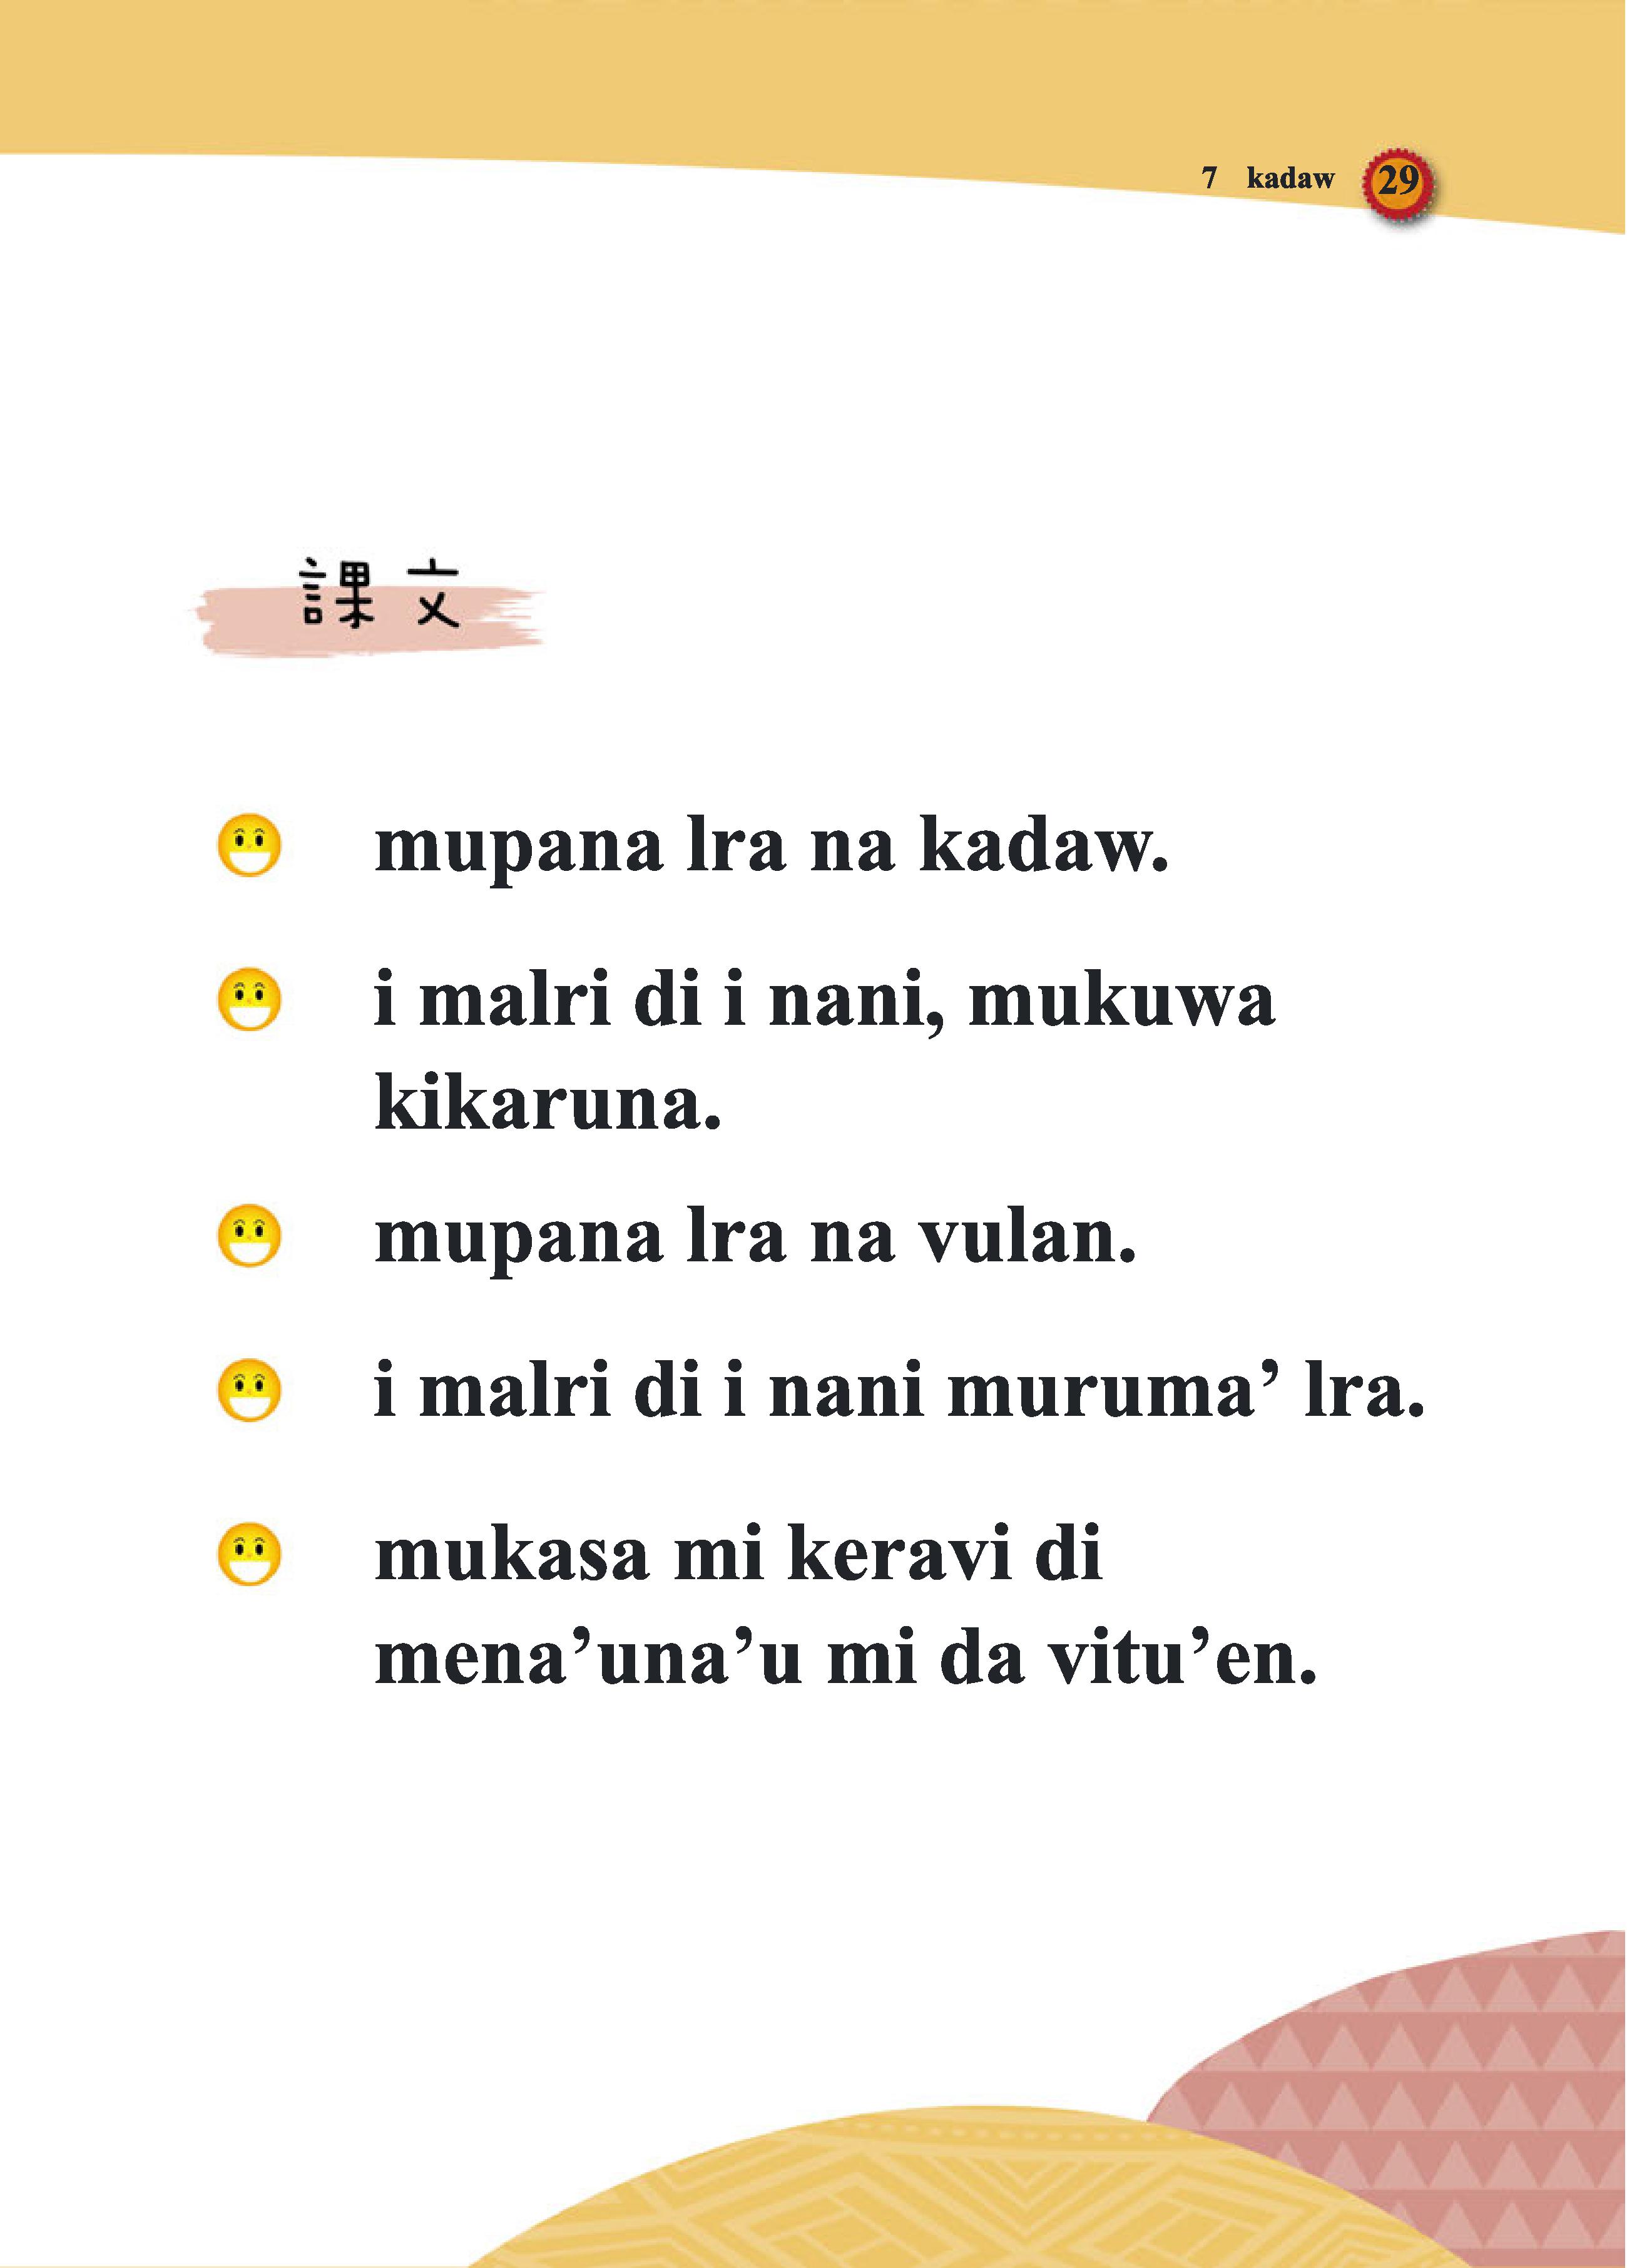 7 kadaw 29
課文
mupana lra na kadaw.
i malri di i nani, mukuwa
kikaruna.
mupana lra na vulan.
i malri di i nani muruma’ lra.
mukasa mi keravi di
mena’una’u mi da vitu’en.